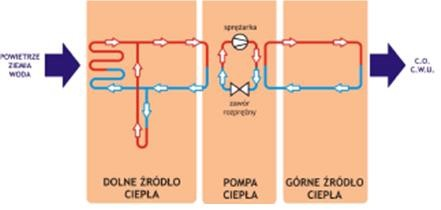 POWIETRZE
ZIEMIA
WODA
sprężarka
zawór
rozprężny
C.O.
C.W.U.
DOLNE ŹRÓDŁO
CIEPŁA
POMPA
CIEPŁA
GÓRNE ŹRÓDŁO
CIEPŁA